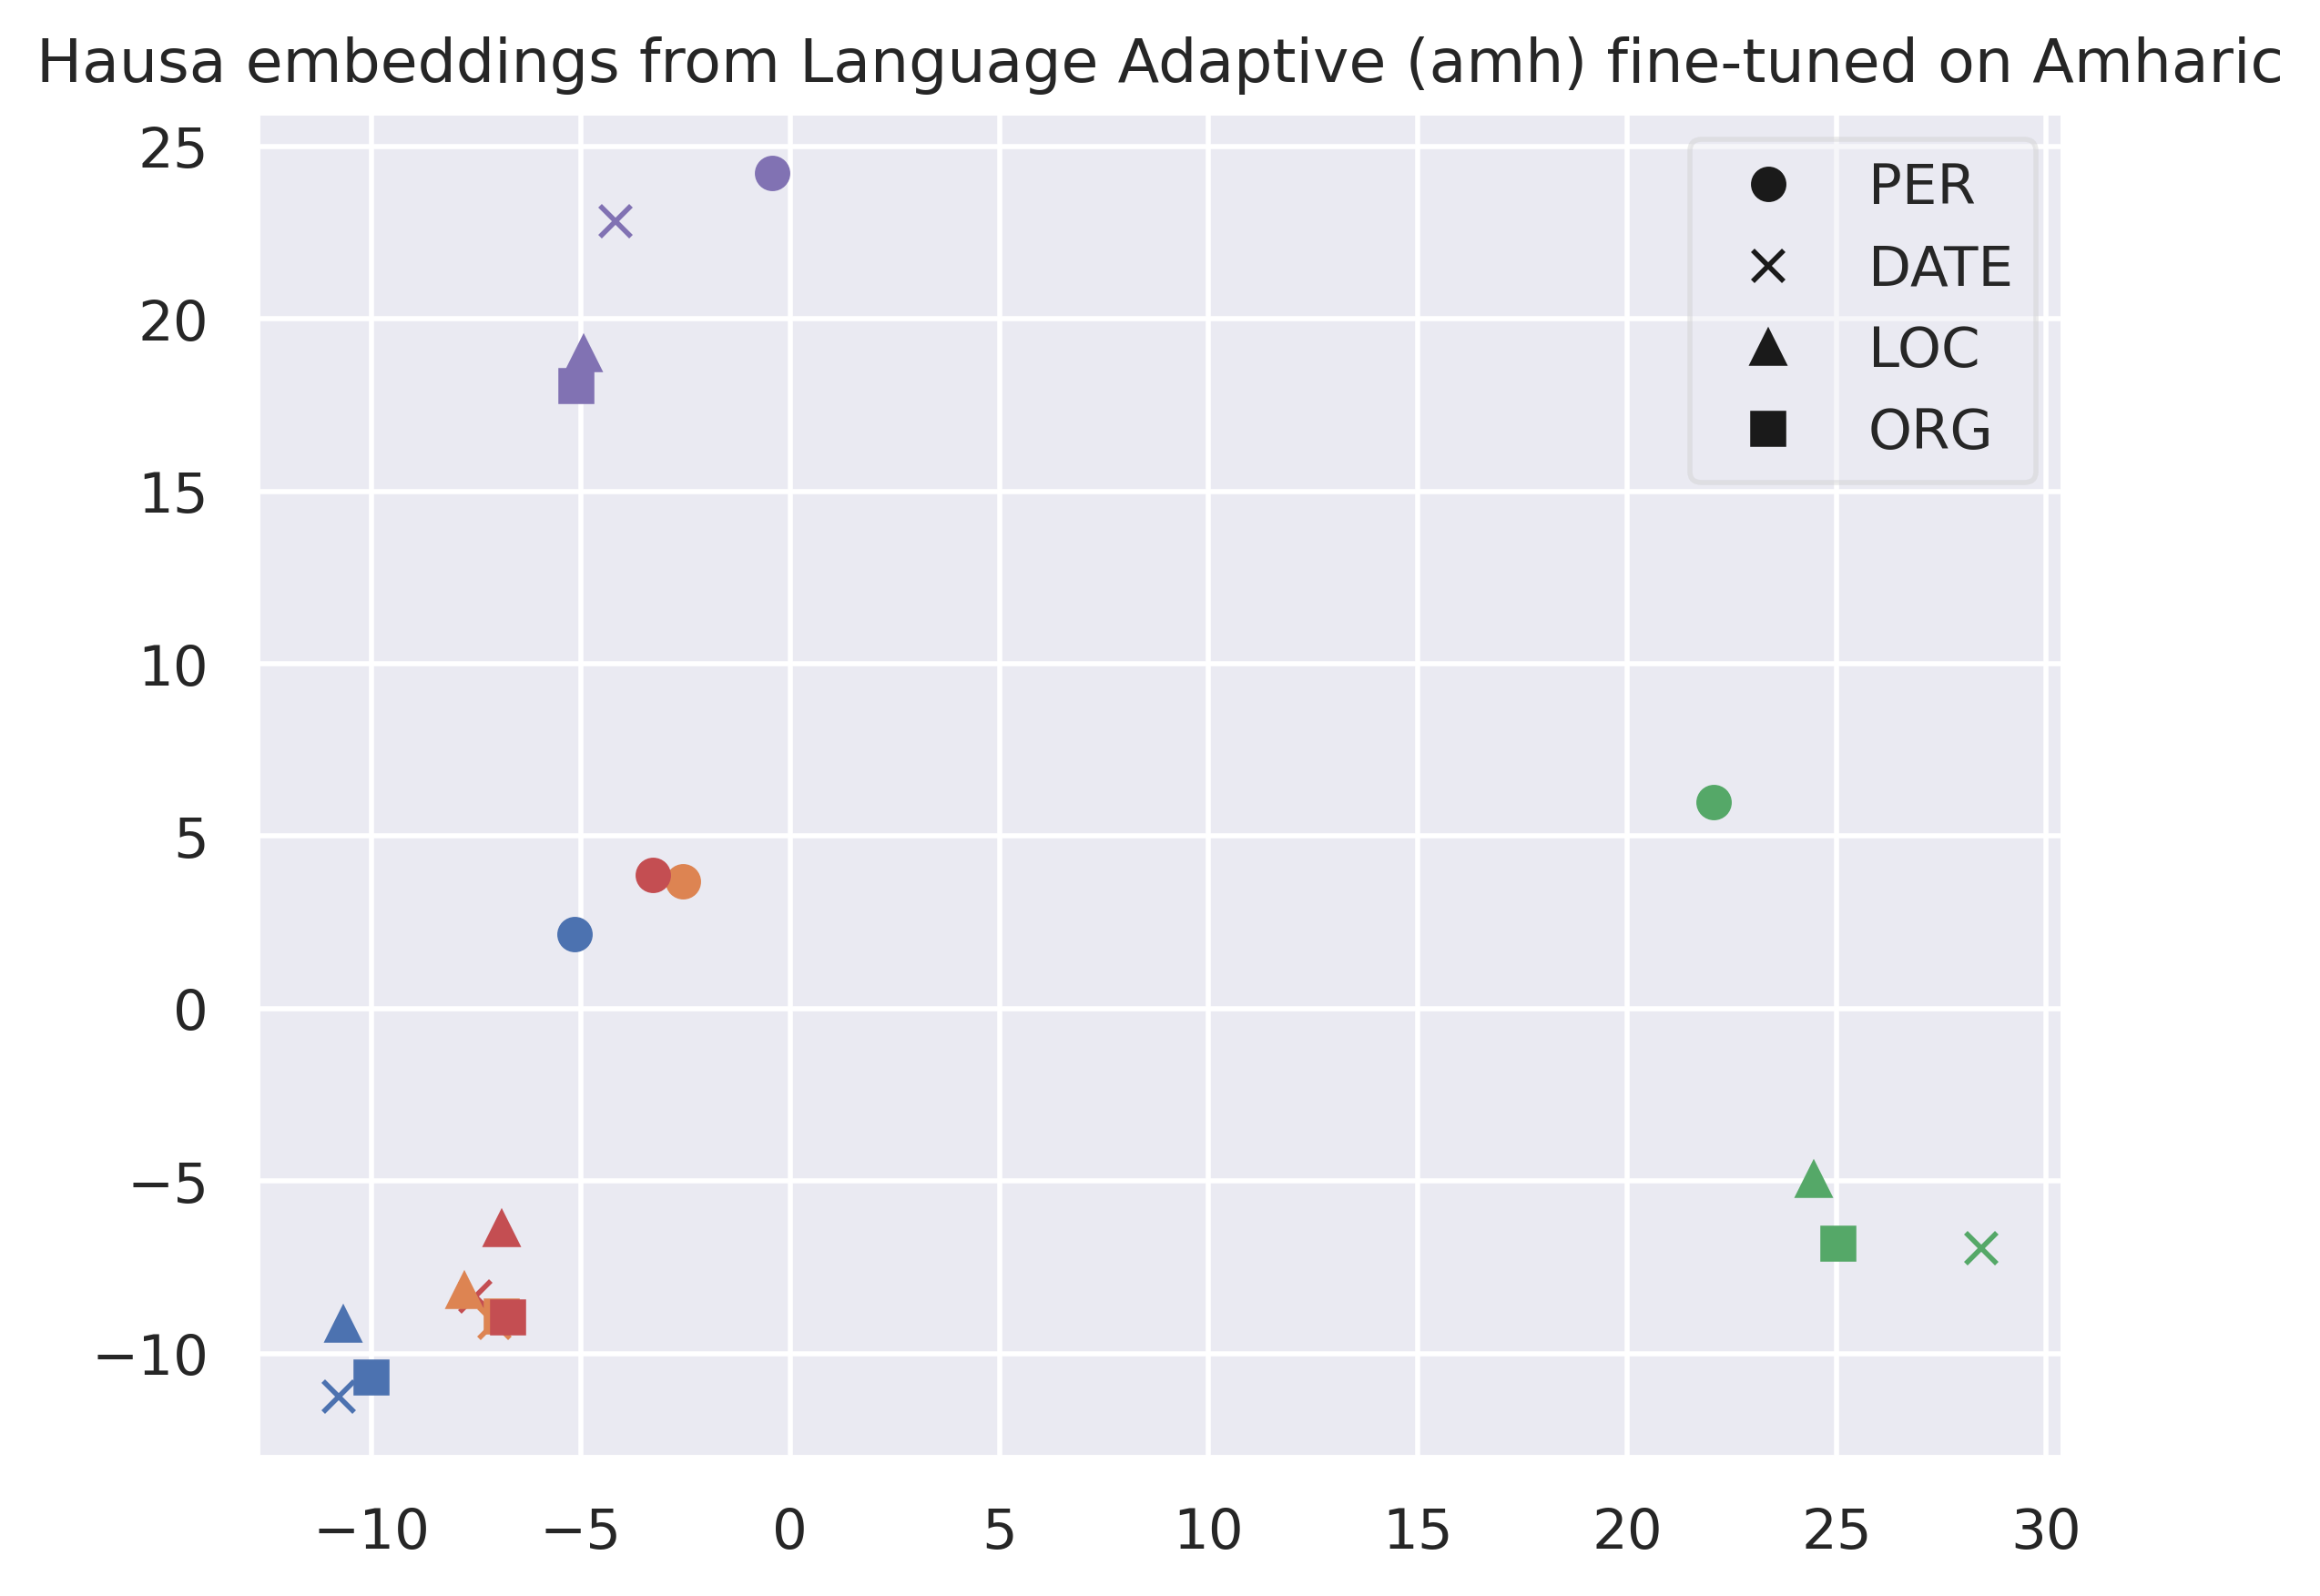 Hausa embeddings from Language Adaptive (amh) fine-tuned on Amharic
25
20
15
10
5
0
−5
−10
PER
DATE
LOC
ORG
−10 −5 0 5 10 15 20 25 30